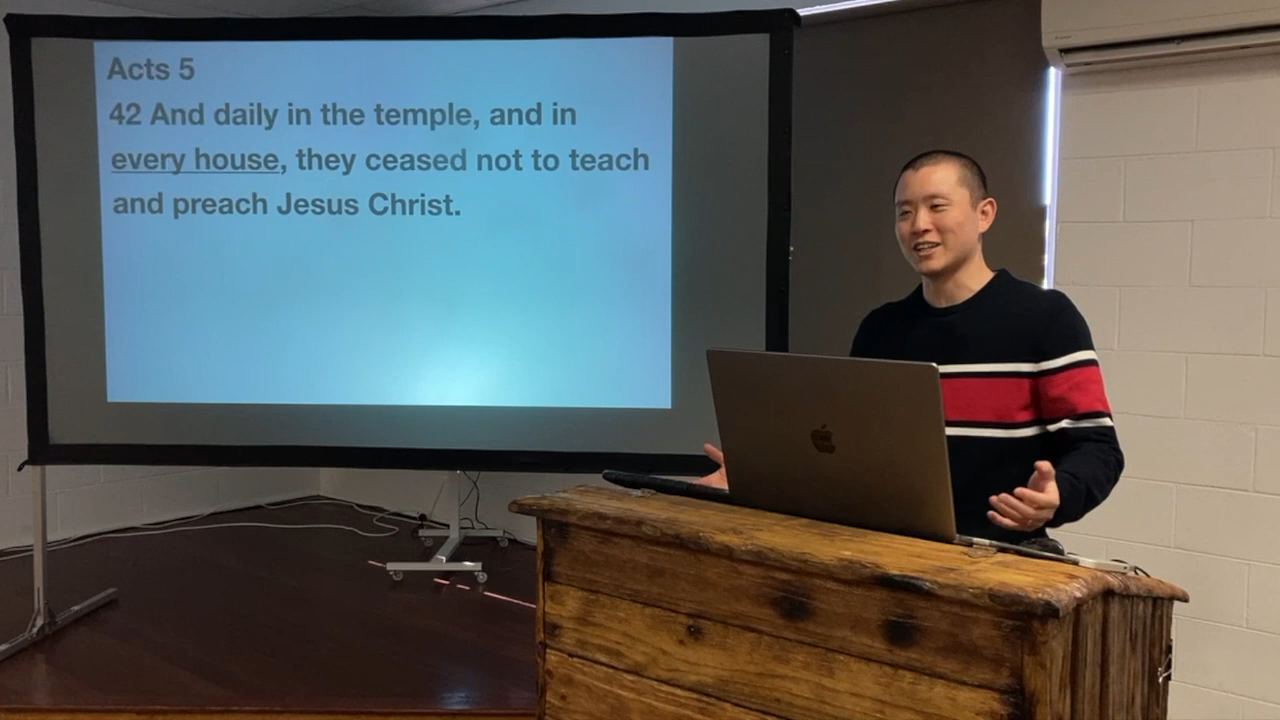 Acts 5
42 And daily in the temple, and in
every house, they ceased not to teach
and preach Jesus Christ.